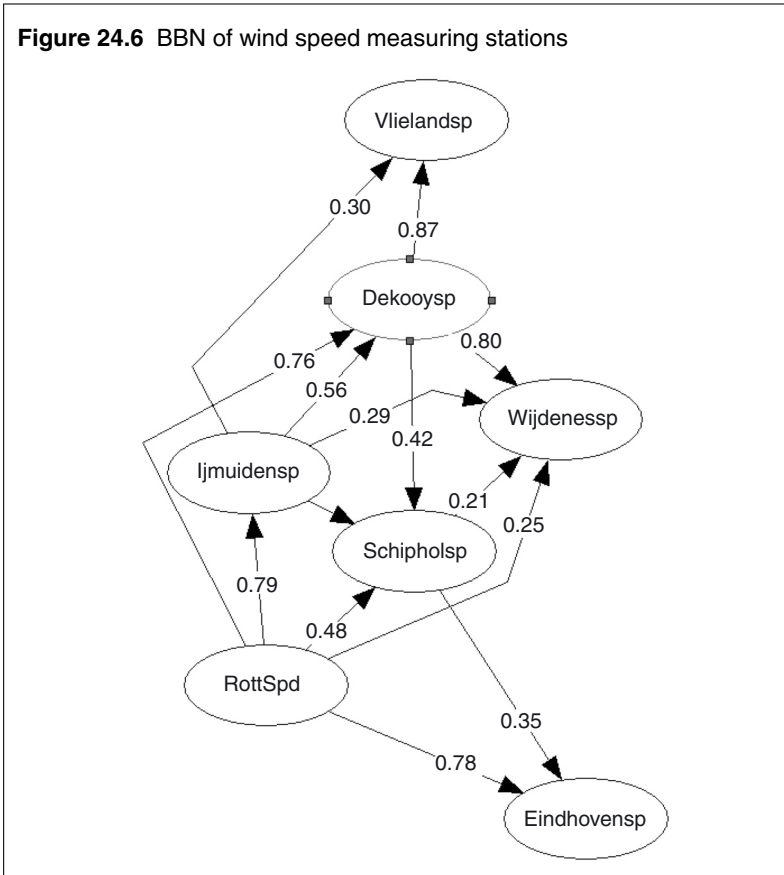 Figure 24.6 BBN of wind speed measuring stations
Vlielandsp
0.30
0.87
Dekooysp
0.80
0.76
0.56
0.29
Wijdenessp
0.42
Ijmuidensp
0.21
0.25
Schipholsp
0.79
0.48
RottSpd
0.35
0.78
Eindhovensp